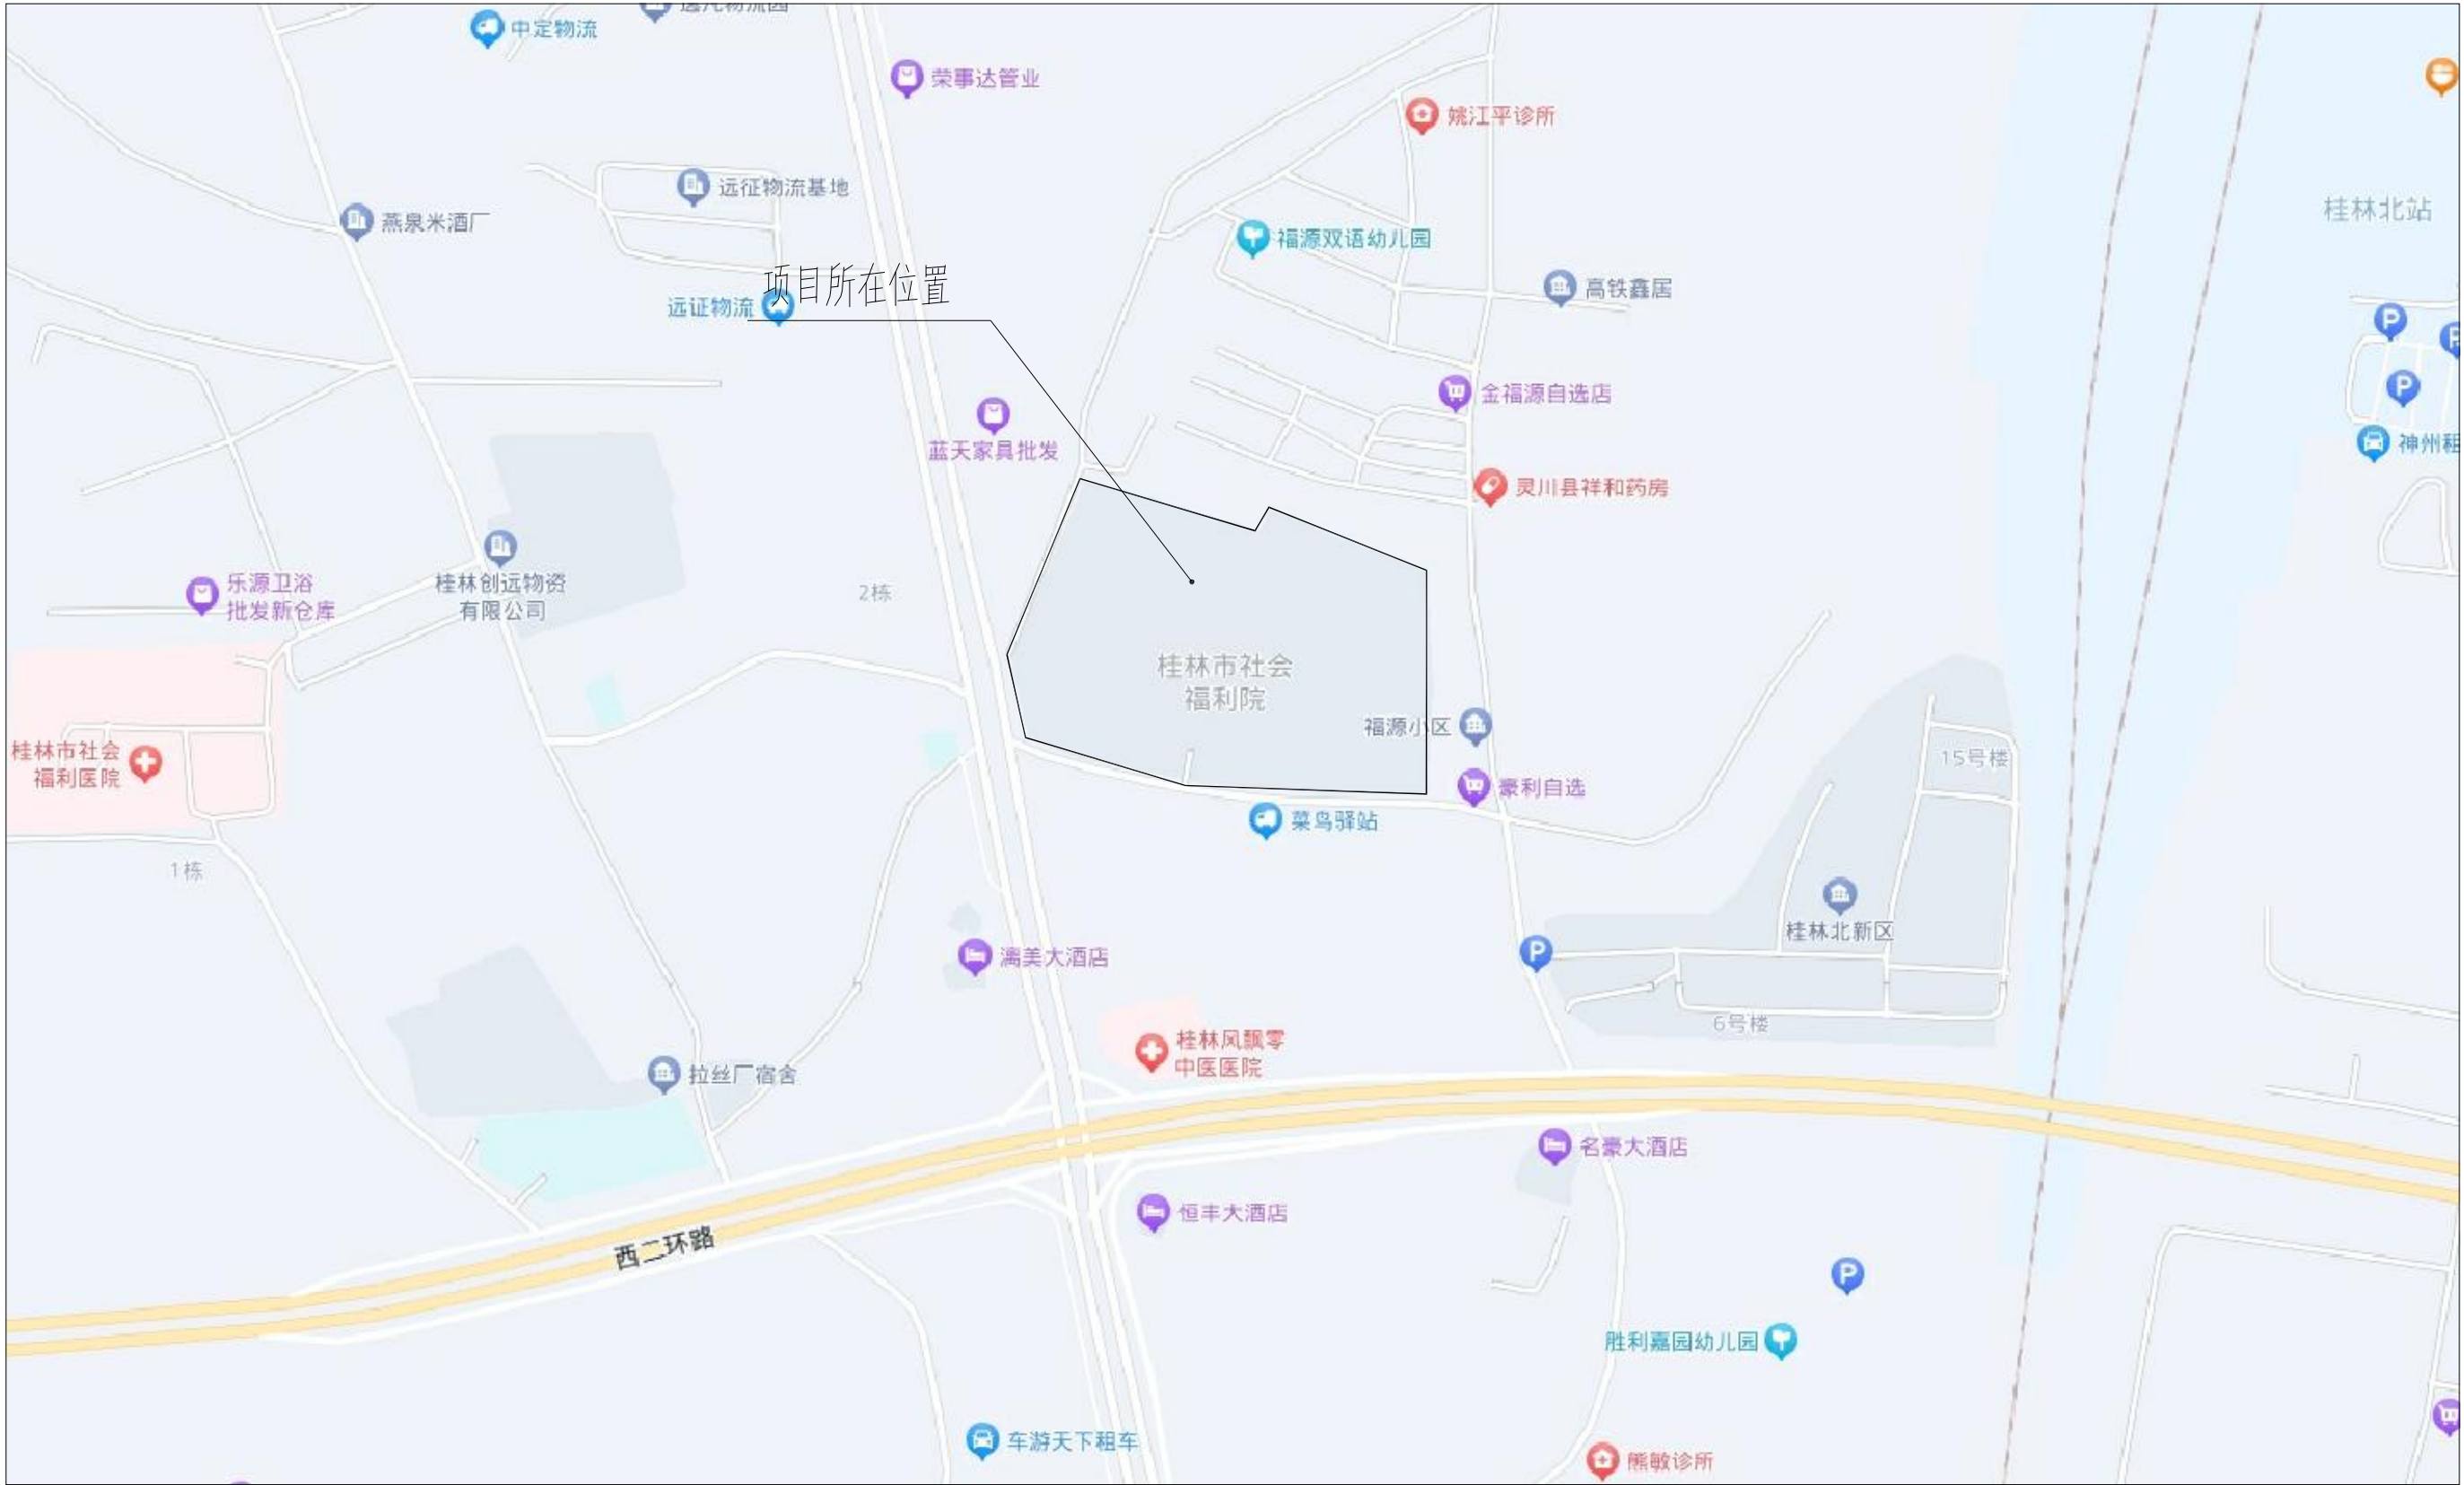 中定物流
荣事达管业
姚江平诊所
远征物流基地
桂林北站
燕泉米酒厂
福源双语幼儿园
项目所在位置
高铁鑫居
远证物流
金福源自选店
蓝天家具批发
神州租
灵川县祥和药房
桂林创远物资
有限公司
乐源卫浴
批发新仓库
2栋
桂林市社会
福利院
福源小区
桂林市社会
福利医院
15号楼
豪利自选
菜鸟驿站
1栋
桂林北新区
漓美大酒店
P
6号楼
桂林风飘零
中医医院
拉丝厂宿舍
名豪大酒店
恒丰大酒店
西二环路
P
胜利嘉园幼儿园
车游天下租车
熊敏诊所
P
P